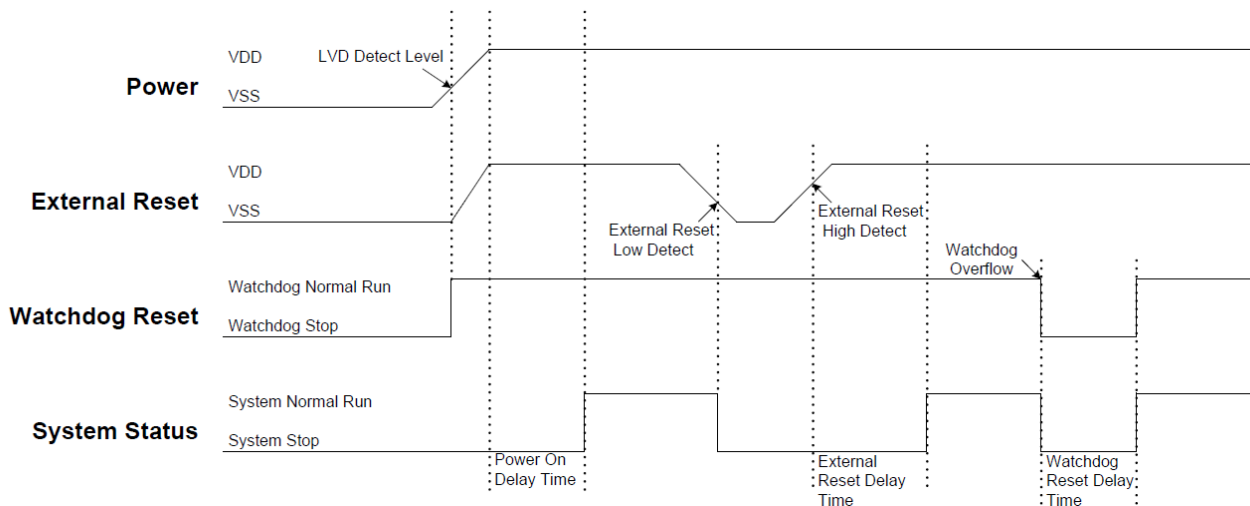 Power
VDD
VSS
LVD Detect Level
External Reset
VDD
VSS
External Reset
Low Detect
External Reset
High Detect
Watchdog Reset
Watchdog Normal Run
Watchdog Stop
Watchdog
Overflow
System Status
System Normal Run
System Stop
Power On
Delay Time
External
Reset Delay
Time
Watchdog
Reset Delay
Time